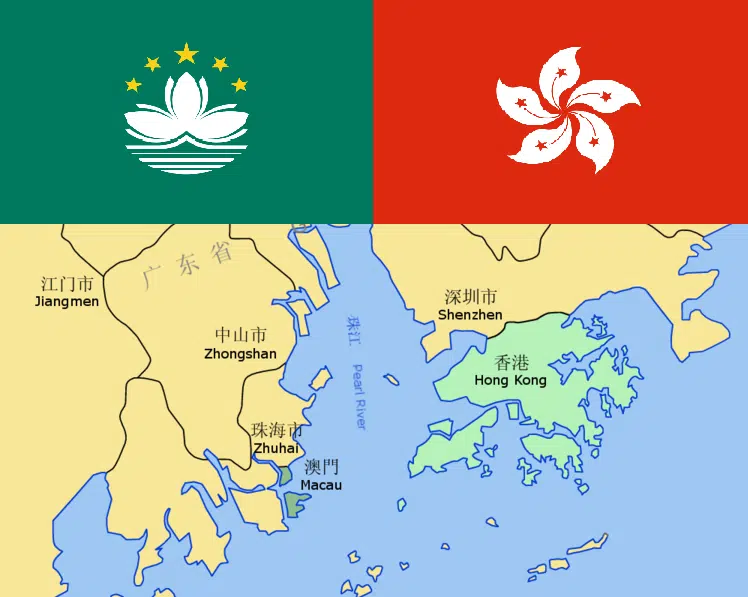 广东省
江门市
Jiangmen
深圳市
Shenzhen
中山市
Zhongshan
珠江
Pearl River
香港
Hong Kong
珠海市
Zhuhai
澳門
Macau